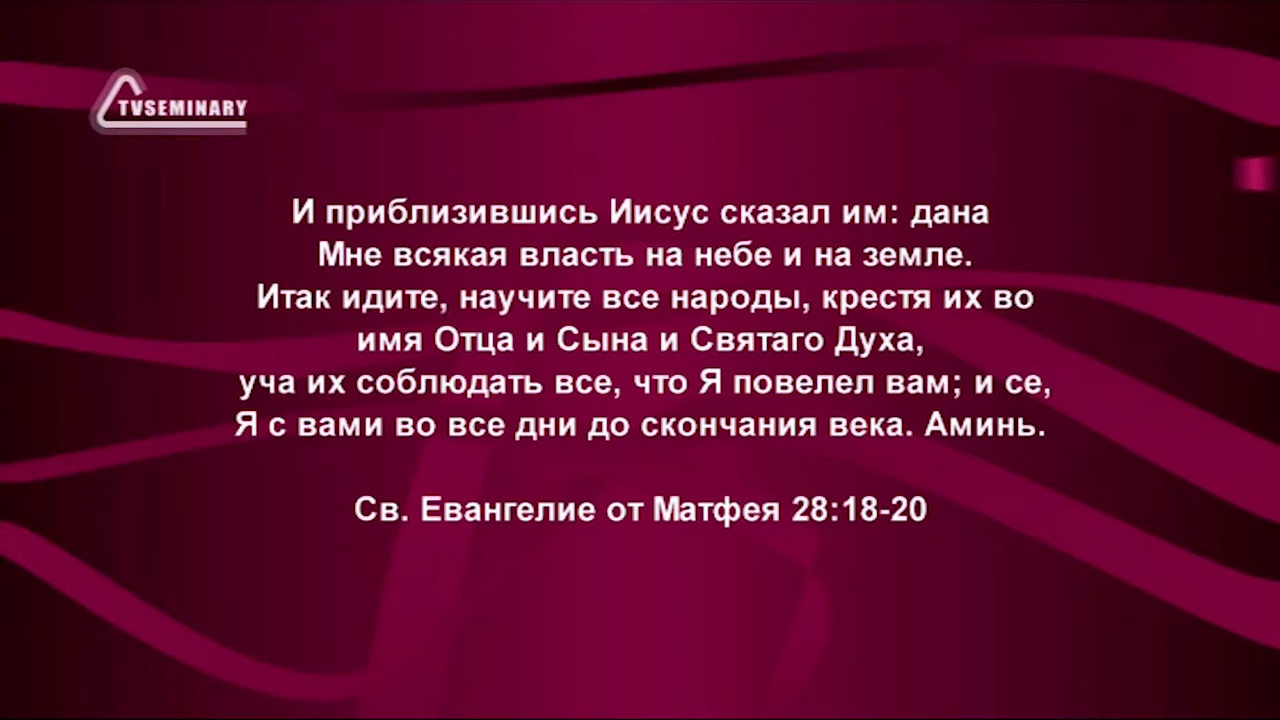 TVSEMINARY
И приблизившись Иисус сказал им: дана
Мне всякая власть на небе и на земле.
Итак идите, научите все народы, крестя их во
имя Отца и Сына и Святаго Духа,
уча их соблюдать все, что Я повелел вам; и се,
Я с вами во все дни до скончания века. Аминь.
Св. Евангелие от Матфея 28:18-20